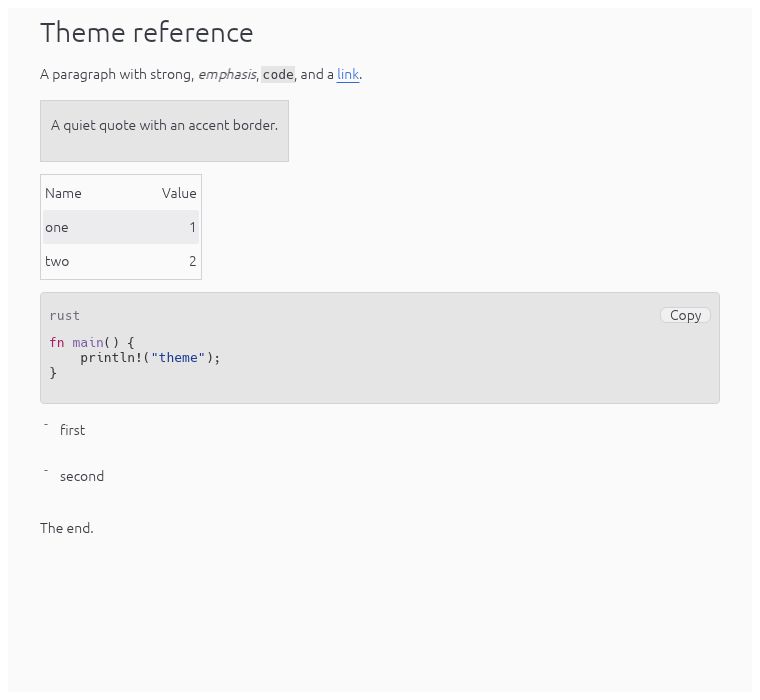 Theme reference
A paragraph with strong, emphasis, code, and a link.
A quiet quote with an accent border.
Name Value
one 1
two 2
rust Copy
fn main() {
    println!("theme");
}
- first
- second
The end.